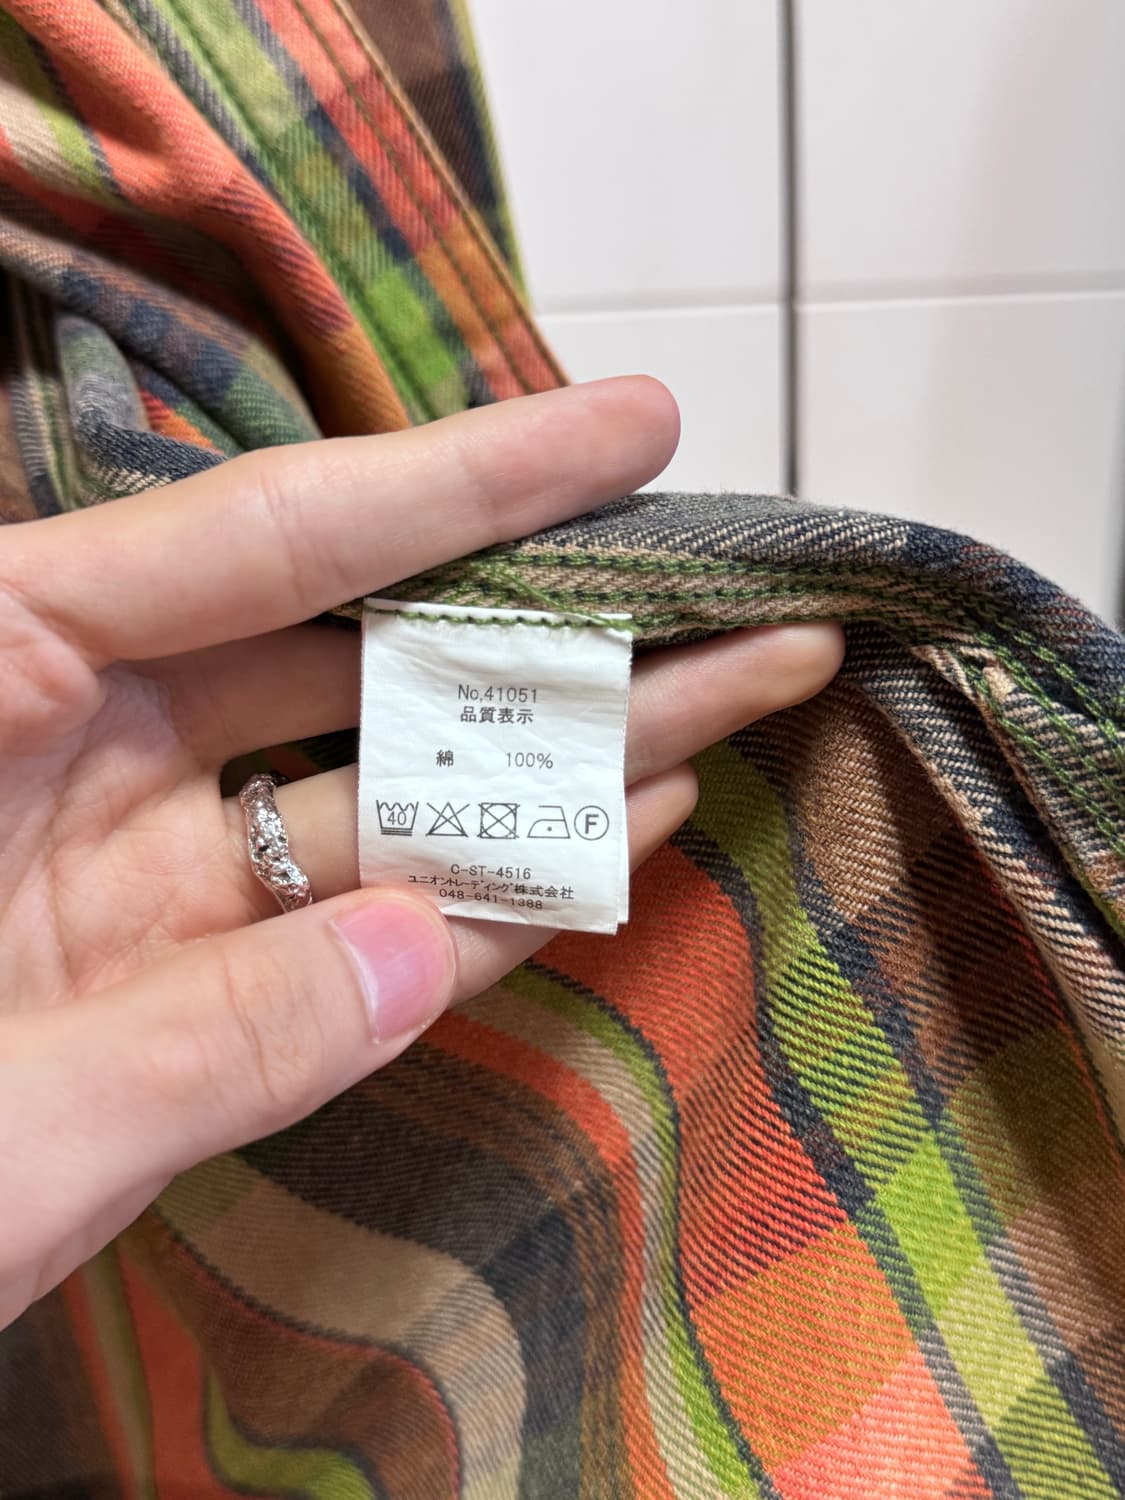 No,41051
品質表示
綿 100%
40 F
C-ST-4516
ユニオントレーディング株式会社
048-641-1388